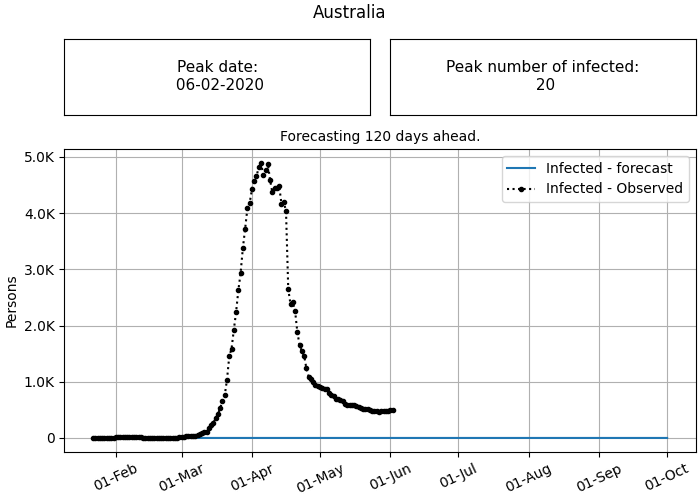 Australia
Peak date:
06-02-2020
Peak number of infected:
20
Forecasting 120 days ahead.
Infected - forecast
Infected - Observed
5.0K
4.0K
3.0K
2.0K
1.0K
0
Persons
01-Feb
01-Mar
01-Apr
01-May
01-Jun
01-Jul
01-Aug
01-Sep
01-Oct